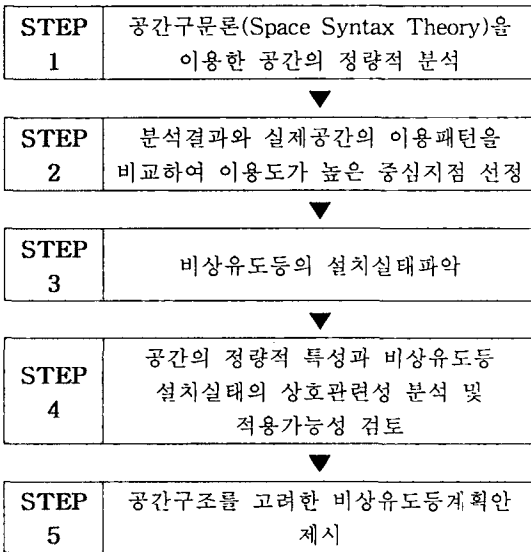 STEP 1
공간구문론(Space Syntax Theory)을
이용한 공간의 정량적 분석
▼
STEP 2
분석결과와 실제공간의 이용패턴을
비교하여 이용도가 높은 중심지점 선정
▼
STEP 3
비상유도등의 설치실태파악
▼
STEP 4
공간의 정량적 특성과 비상유도등
설치실태의 상호관련성 분석 및
적용가능성 검토
▼
STEP 5
공간구조를 고려한 비상유도등계획안
제시